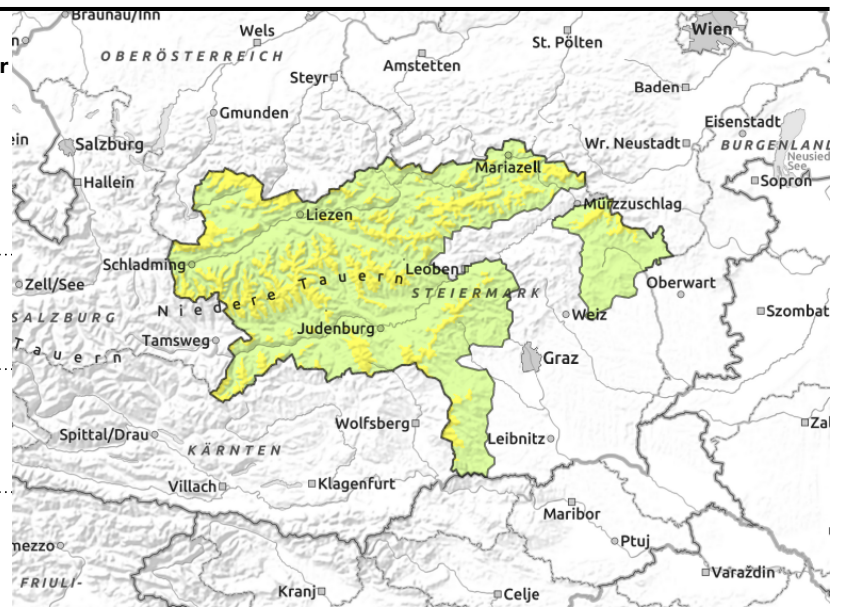 Braunau/Inn
Wels
Wien
OBERÖSTERREICH
St. Pölten
Amstetten
r
Steyr
Baden
Gmunden
Eisenstadt
ein
Salzburg
Wr. Neustadt
BURGENLAND
Neusied
See
Mariazell
Sopron
Hallein
Mürzzuschlag
Liezen
Schladming
Leoben
Zell/See
Niedere Tauern
STEIERMARK
Oberwart
SALZBURG
Weiz
Szombat
Tamsweg
Judenburg
Tauern
Graz
Wolfsberg
Zal
Spittal/Drau
Leibnitz
KÄRNTEN
Villach
Klagenfurt
Maribor
mezzo
Ptuj
Varaždin
FRIULI-
Kranj
Celje